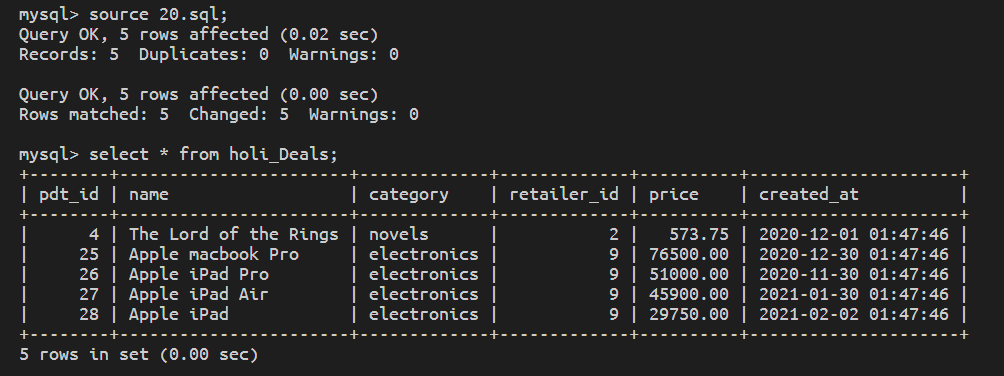 mysql> source 20.sql;
Query OK, 5 rows affected (0.02 sec)
Records: 5  Duplicates: 0  Warnings: 0

Query OK, 5 rows affected (0.00 sec)
Rows matched: 5  Changed: 5  Warnings: 0

mysql> select * from holi_Deals;
+--------+-----------------------+-------------+-------------+----------+---------------------+
| pdt_id | name                  | category    | retailer_id | price    | created_at          |
+--------+-----------------------+-------------+-------------+----------+---------------------+
|      4 | The Lord of the Rings | novels      |           2 |   573.75 | 2020-12-01 01:47:46 |
|     25 | Apple macbook Pro     | electronics |           9 | 76500.00 | 2020-12-30 01:47:46 |
|     26 | Apple iPad Pro        | electronics |           9 | 51000.00 | 2020-11-30 01:47:46 |
|     27 | Apple iPad Air        | electronics |           9 | 45900.00 | 2021-01-30 01:47:46 |
|     28 | Apple iPad            | electronics |           9 | 29750.00 | 2021-02-02 01:47:46 |
+--------+-----------------------+-------------+-------------+----------+---------------------+
5 rows in set (0.00 sec)